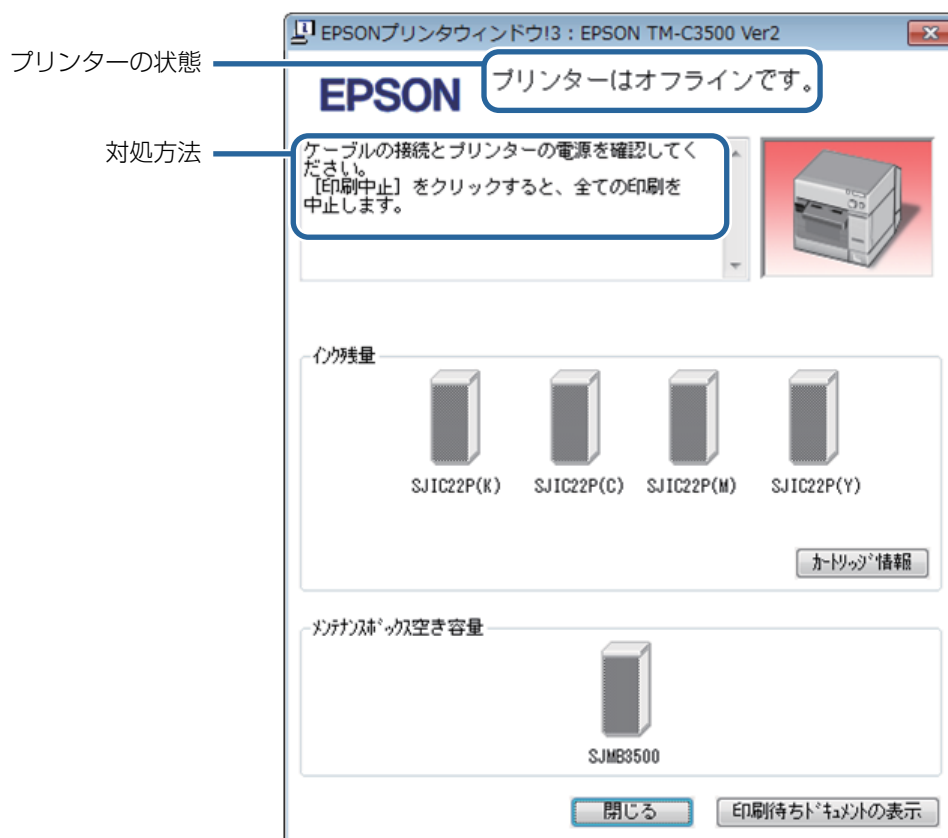 EPSONプリンタウィンドウ!3 : EPSON TM-C3500 Ver2
プリンターの状態
EPSON
プリンターはオフラインです。
対処方法
ケーブルの接続とプリンターの電源を確認してく
ださい。
[印刷中止] をクリックすると、全ての印刷を
中止します。
インク残量
SJIC22P(K)
SJIC22P(C)
SJIC22P(M)
SJIC22P(Y)
カートリッジ情報
メンテナンスボックス空き容量
SJMB3500
閉じる
印刷待ちドキュメントの表示